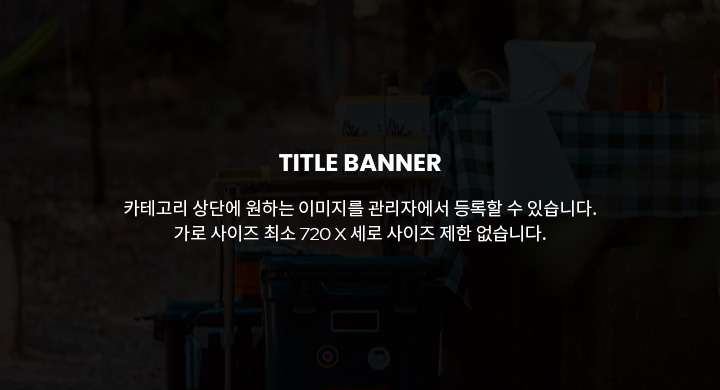 TITLE BANNER
카테고리 상단에 원하는 이미지를 관리자에서 등록할 수 있습니다.
가로 사이즈 최소 720 X 세로 사이즈 제한 없습니다.